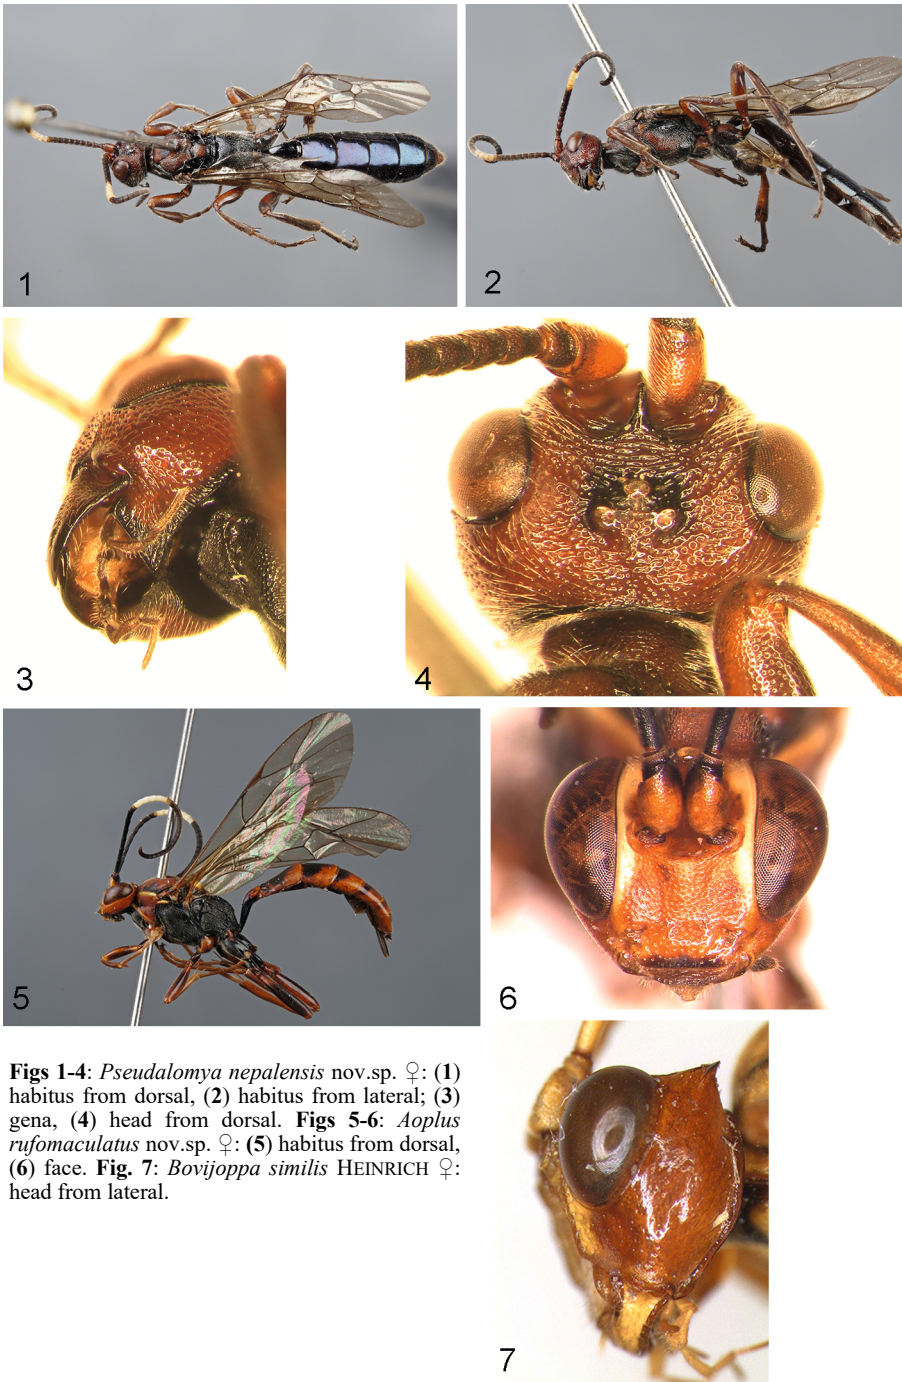 1
2
3
4
5
6
Figs 1-4: Pseudalomya nepalensis nov.sp. ♀: (1)
habitus from dorsal, (2) habitus from lateral; (3)
gena, (4) head from dorsal. Figs 5-6: Aoplus
rufomaculatus nov.sp. ♀: (5) habitus from dorsal,
(6) face. Fig. 7: Bovijoppa similis HEINRICH ♀:
head from lateral.
7